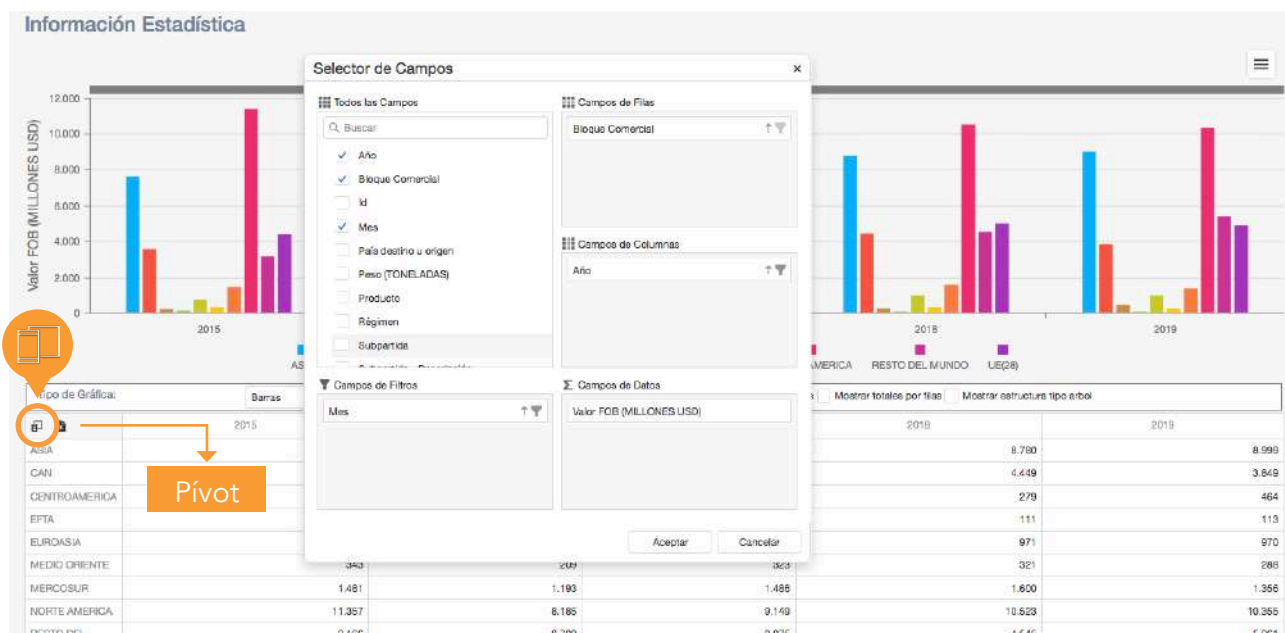 Información Estadística
Selector de Campos
×
Todos las Campos
Buscar
Año
Bloque Comercial
Id
Mes
País destino u origen
Peso (TONELADAS)
Producto
Régimen
Subpartida
Campos de Filas
Bloque Comercial
Campos de Columnas
Año
Campos de Filtros
Mes
Σ Campos de Datos
Valor FOB (MILLONES USD)
Aceptar
Cancelar
Valor FOB (MILLONES USD)
12.000
10.000
8.000
6.000
4.000
2.000
0
2015
2018
2019
AS
AMERICA
RESTO DEL MUNDO
UE(28)
Tipo de Gráfica:
Barras
Mostrar totales por filas
Mostrar estructura tipo arbol
2015
2018
2019
Pívot
ASIA 8.780 8.999
CAN 4.449 3.849
CENTROAMERICA 279 464
EFTA 111 113
EUROASIA 971 970
MEDIO ORIENTE 343 209 323 321 288
MERCOSUR 1.481 1.193 1.486 1.600 1.356
NORTE AMERICA 11.357 8.185 9.149 10.523 10.355